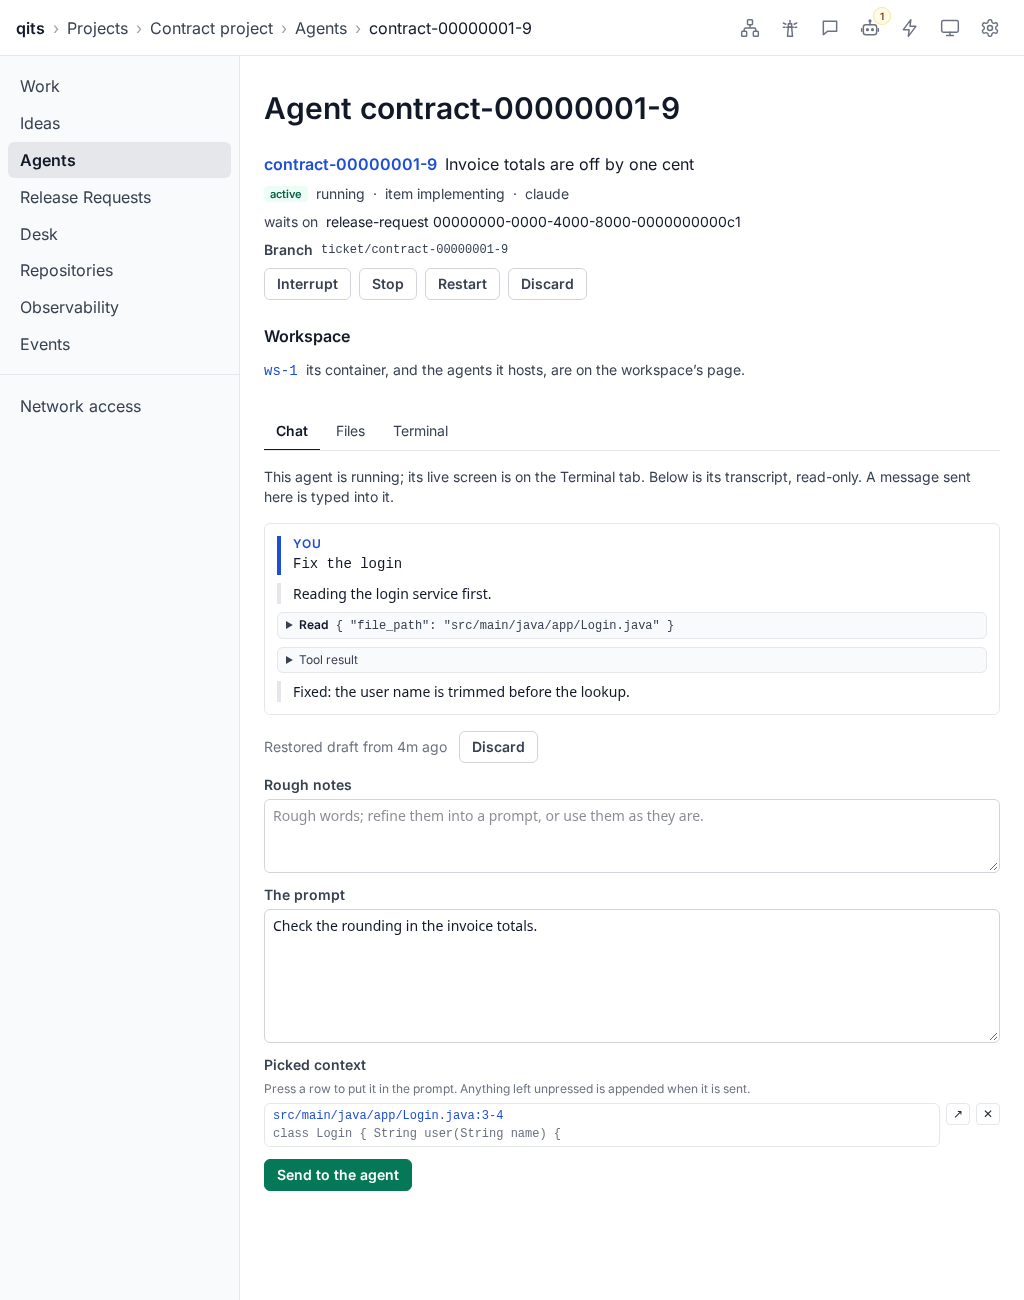 qits › Projects › Contract project › Agents › contract-00000001-9
1
Work
Ideas
Agents
Release Requests
Desk
Repositories
Observability
Events
Network access
Agent contract-00000001-9
contract-00000001-9 Invoice totals are off by one cent
active running · item implementing · claude
waits on release-request 00000000-0000-4000-8000-0000000000c1
Branch ticket/contract-00000001-9
Interrupt Stop Restart Discard
Workspace
ws-1 its container, and the agents it hosts, are on the workspace’s page.
Chat Files Terminal
This agent is running; its live screen is on the Terminal tab. Below is its transcript, read-only. A message sent
here is typed into it.
YOU
Fix the login
Reading the login service first.
Read { "file_path": "src/main/java/app/Login.java" }
Tool result
Fixed: the user name is trimmed before the lookup.
Restored draft from 4m ago Discard
Rough notes
Rough words; refine them into a prompt, or use them as they are.
The prompt
Check the rounding in the invoice totals.
Picked context
Press a row to put it in the prompt. Anything left unpressed is appended when it is sent.
src/main/java/app/Login.java:3-4
class Login { String user(String name) {
Send to the agent